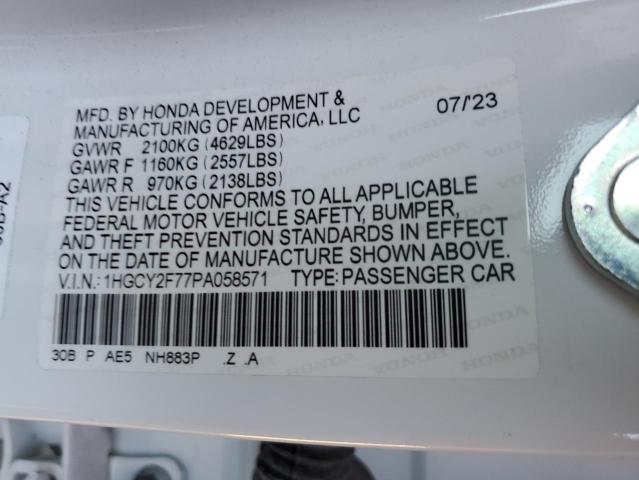 MFD. BY HONDA DEVELOPMENT & 07/'23
MANUFACTURING OF AMERICA, LLC
GVWR 2100KG (4629LBS)
GAWR F 1160KG (2557LBS)
GAWR R 970KG (2138LBS)
THIS VEHICLE CONFORMS TO ALL APPLICABLE
FEDERAL MOTOR VEHICLE SAFETY, BUMPER,
AND THEFT PREVENTION STANDARDS IN EFFECT
ON THE DATE OF MANUFACTURE SHOWN ABOVE.
V.I.N.: 1HGCY2F77PA058571 TYPE: PASSENGER CAR
30B P AE5 NH883P .Z .A
HONDA